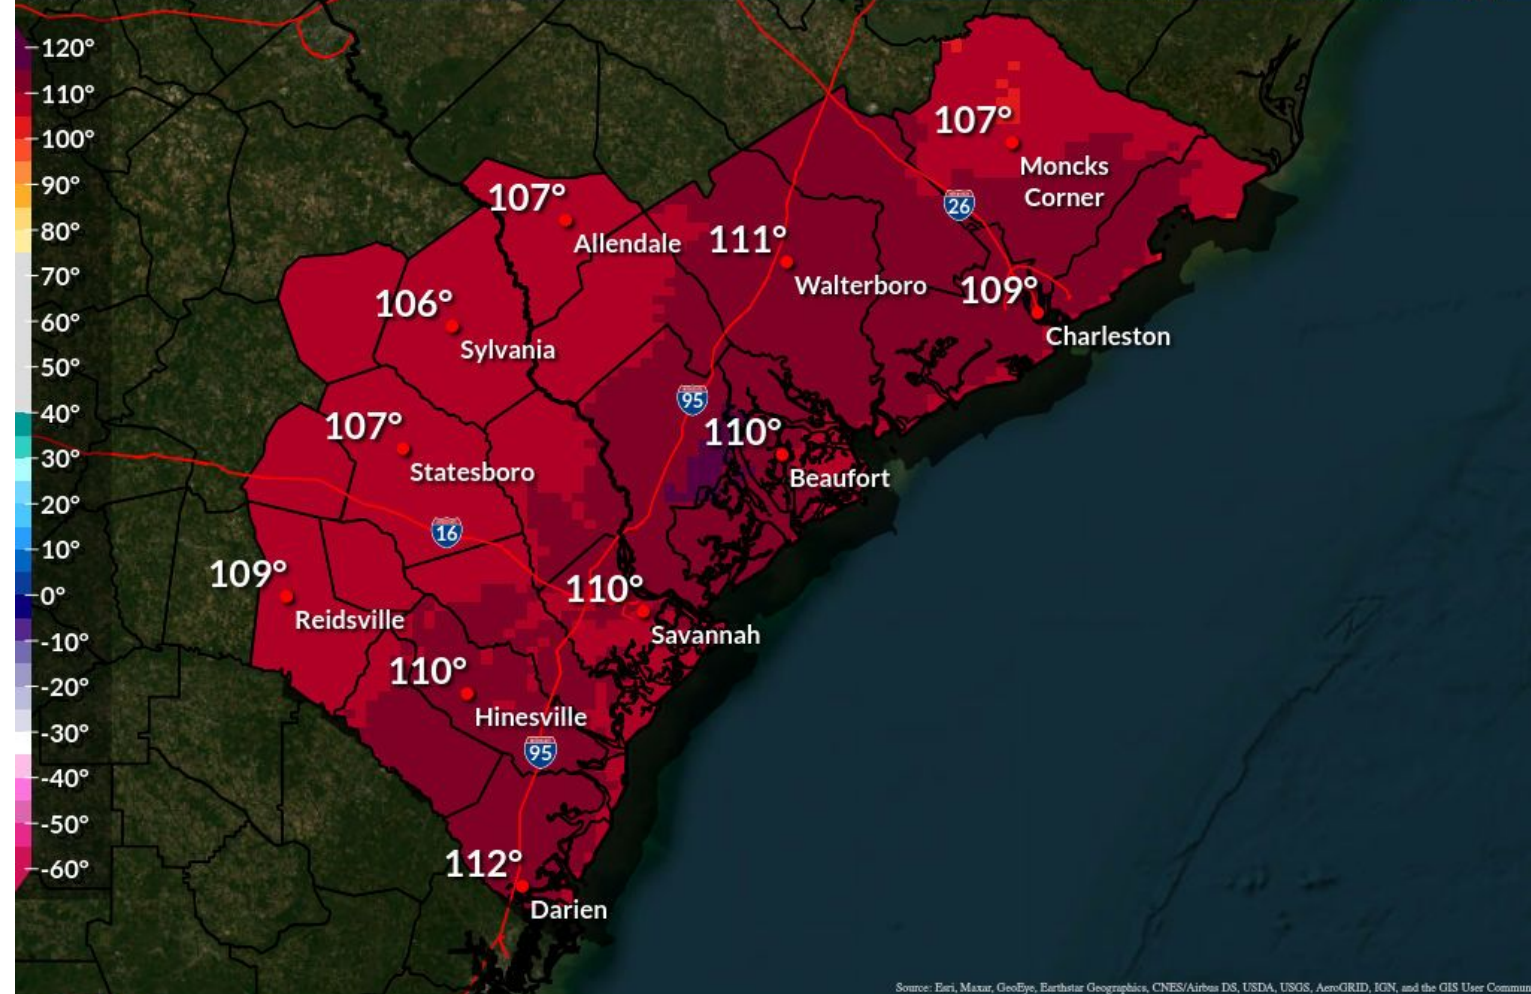 120°
110°
100°
90°
80°
70°
60°
50°
40°
30°
20°
10°
0°
-10°
-20°
-30°
-40°
-50°
-60°
107°
Moncks
Corner
26
107°
Allendale
111°
Walterboro
109°
Charleston
106°
Sylvania
95
110°
Beaufort
107°
Statesboro
16
109°
Reidsville
110°
Savannah
110°
Hinesville
95
112°
Darien
Source: Esri, Maxar, GeoEye, Earthstar Geographics, CNES/Airbus DS, USDA, USGS, AeroGRID, IGN, and the GIS User Commun